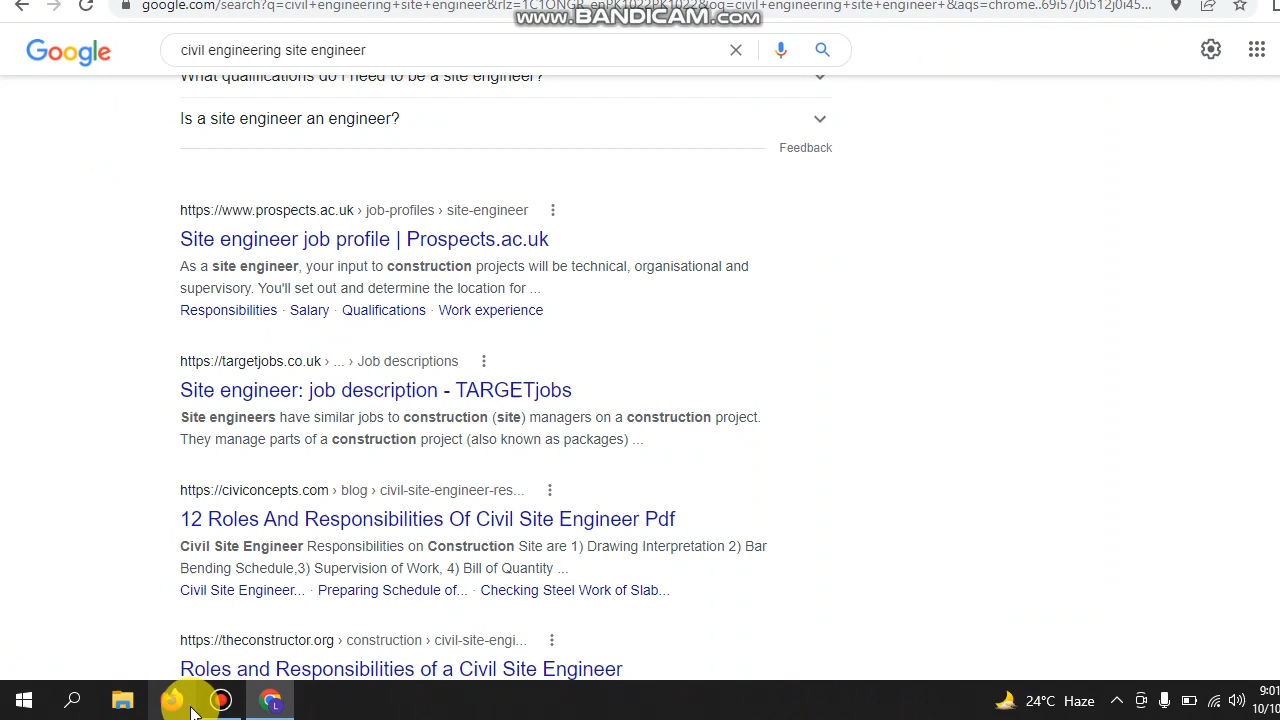 google.com/search?q=civil+engineering+site+engineer&rlz=1C1ONGR_enPK1022PK1022&oq=civil+engineering+site+engineer+&aqs=chrome..69i57j0i512j0i45...
www.BANDICAM.com
Google
civil engineering site engineer
What qualifications do I need to be a site engineer?
Is a site engineer an engineer?
Feedback
https://www.prospects.ac.uk › job-profiles › site-engineer
Site engineer job profile | Prospects.ac.uk
As a site engineer, your input to construction projects will be technical, organisational and
supervisory. You'll set out and determine the location for ...
Responsibilities · Salary · Qualifications · Work experience
https://targetjobs.co.uk › ... › Job descriptions
Site engineer: job description - TARGETjobs
Site engineers have similar jobs to construction (site) managers on a construction project.
They manage parts of a construction project (also known as packages) ...
https://civiconcepts.com › blog › civil-site-engineer-res...
12 Roles And Responsibilities Of Civil Site Engineer Pdf
Civil Site Engineer Responsibilities on Construction Site are 1) Drawing Interpretation 2) Bar
Bending Schedule,3) Supervision of Work, 4) Bill of Quantity ...
Civil Site Engineer... · Preparing Schedule of... · Checking Steel Work of Slab...
https://theconstructor.org › construction › civil-site-engi...
Roles and Responsibilities of a Civil Site Engineer
L
24°C Haze
9:01
10/10